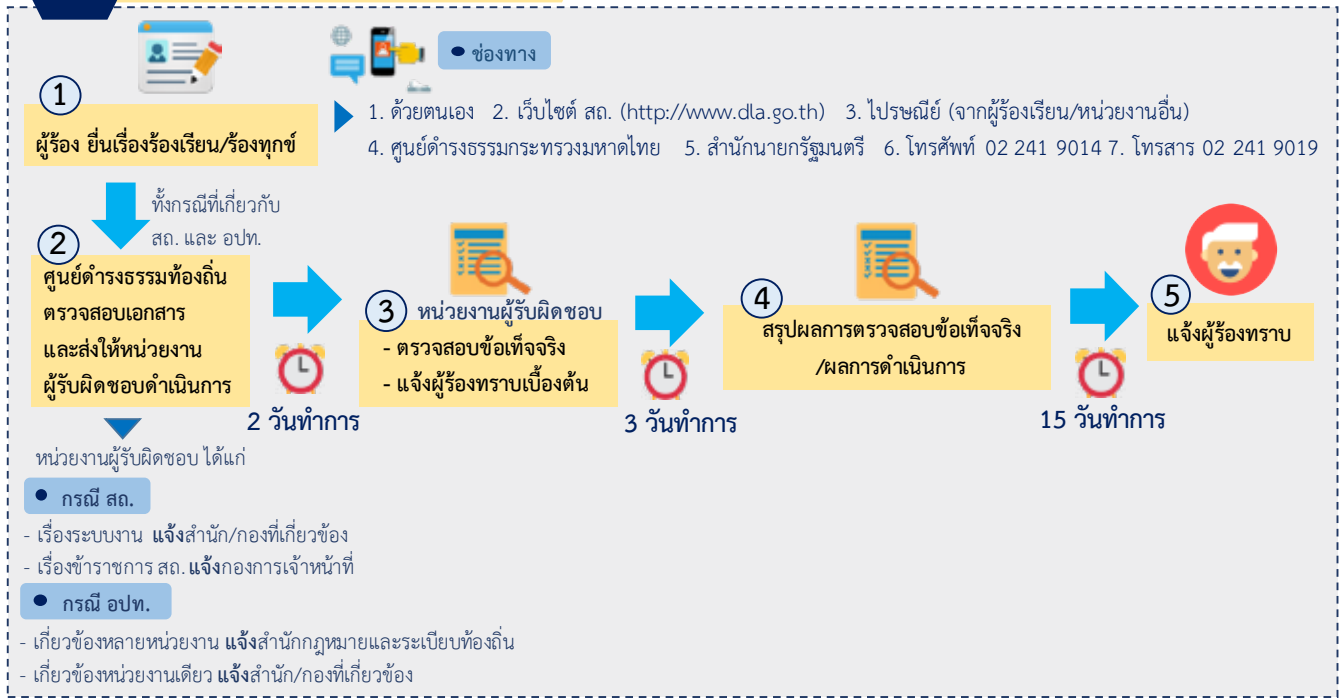 • ช่องทาง
1
ผู้ร้อง ยื่นเรื่องร้องเรียน/ร้องทุกข์
1. ด้วยตนเอง 2. เว็บไซต์ สถ. (http://www.dla.go.th) 3. ไปรษณีย์ (จากผู้ร้องเรียน/หน่วยงานอื่น)
4. ศูนย์ดำรงธรรมกระทรวงมหาดไทย 5. สำนักนายกรัฐมนตรี 6. โทรศัพท์ 02 241 9014 7. โทรสาร 02 241 9019
ทั้งกรณีที่เกี่ยวกับ
สถ. และ อปท.
2
ศูนย์ดำรงธรรมท้องถิ่น
ตรวจสอบเอกสาร
และส่งให้หน่วยงาน
ผู้รับผิดชอบดำเนินการ
2 วันทำการ
3 หน่วยงานผู้รับผิดชอบ
- ตรวจสอบข้อเท็จจริง
- แจ้งผู้ร้องทราบเบื้องต้น
3 วันทำการ
4
สรุปผลการตรวจสอบข้อเท็จจริง
/ผลการดำเนินการ
15 วันทำการ
5
แจ้งผู้ร้องทราบ
หน่วยงานผู้รับผิดชอบ ได้แก่
• กรณี สถ.
- เรื่องระบบงาน แจ้งสำนัก/กองที่เกี่ยวข้อง
- เรื่องข้าราชการ สถ. แจ้งกองการเจ้าหน้าที่
• กรณี อปท.
- เกี่ยวข้องหลายหน่วยงาน แจ้งสำนักกฎหมายและระเบียบท้องถิ่น
- เกี่ยวข้องหน่วยงานเดียว แจ้งสำนัก/กองที่เกี่ยวข้อง